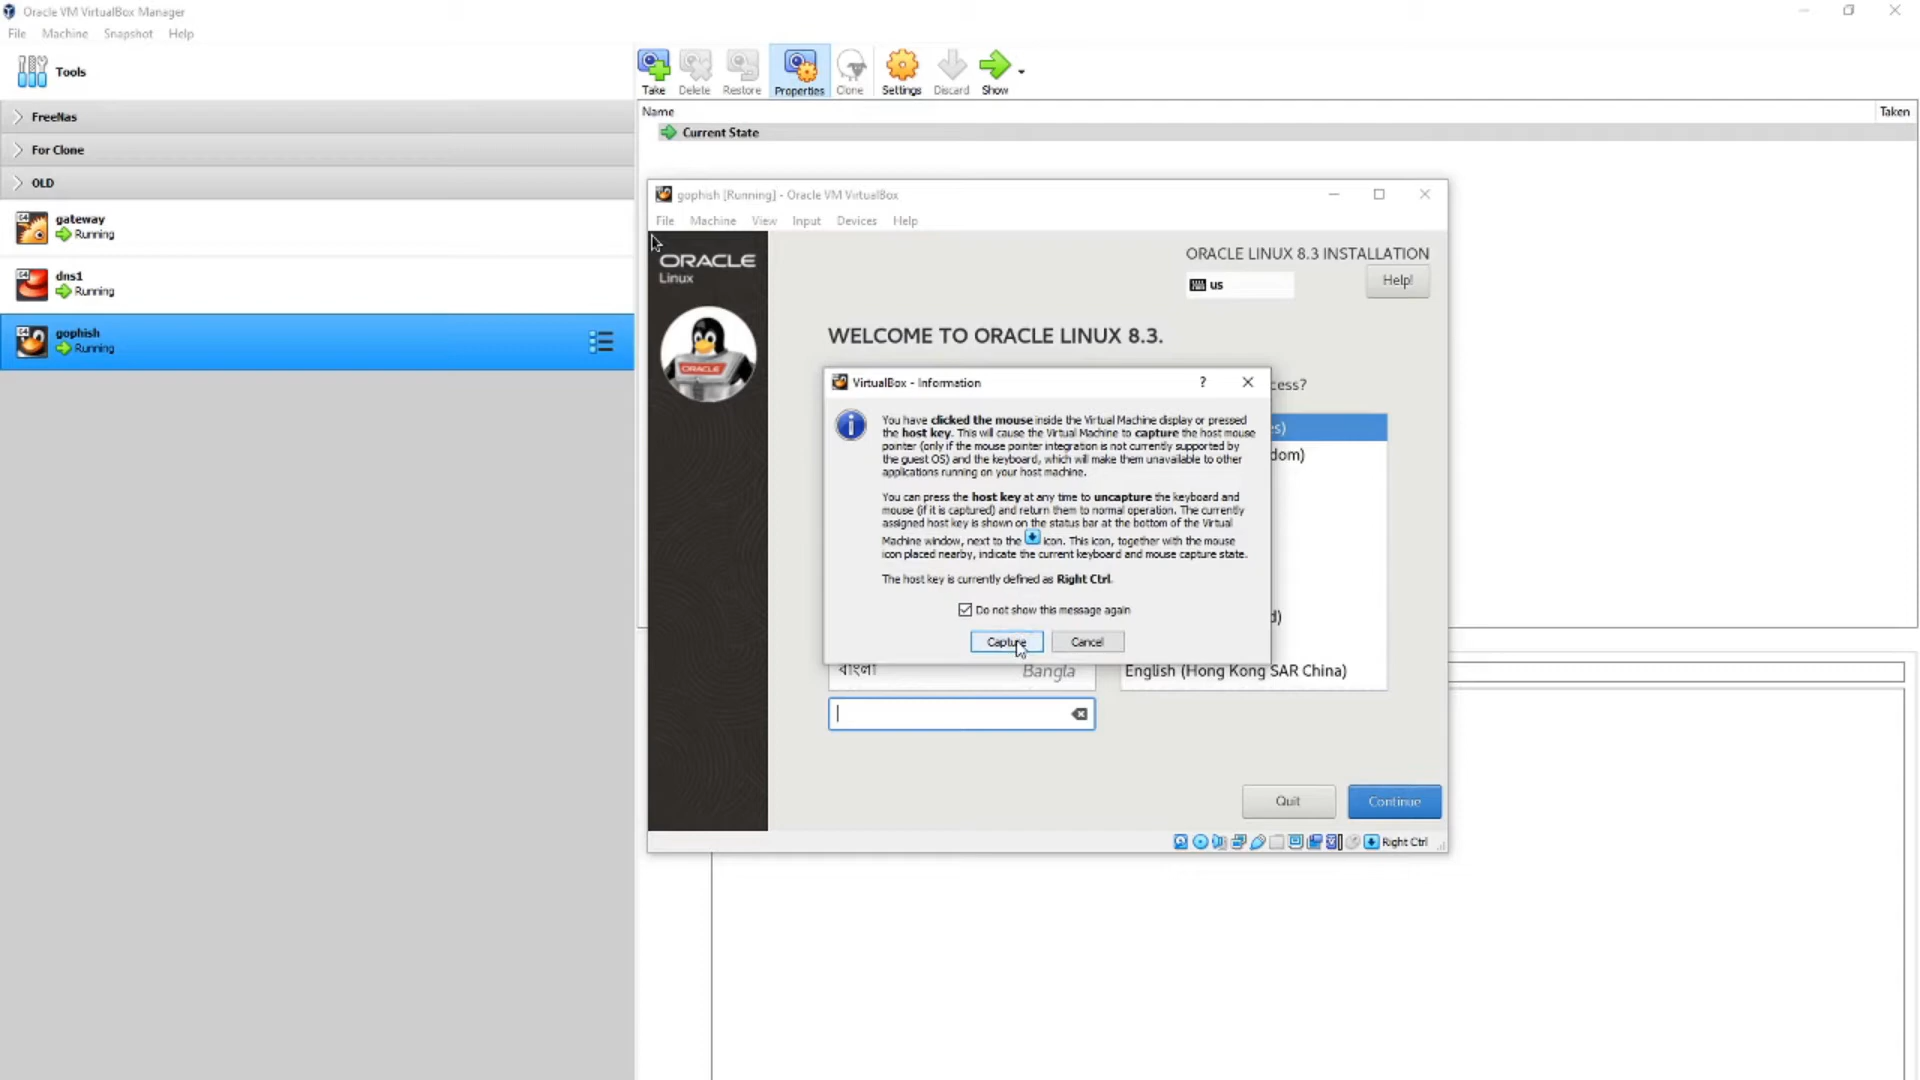 Oracle VM VirtualBox Manager
File Machine Snapshot Help
Tools
Take Delete Restore Properties Clone Settings Discard Show
Name Taken
Current State
FreeNas
For Clone
OLD
gateway
Running
dns1
Running
gophish
Running
gophish [Running] - Oracle VM VirtualBox
File Machine View Input Devices Help
ORACLE
Linux
ORACLE
ORACLE LINUX 8.3 INSTALLATION
us
Help!
WELCOME TO ORACLE LINUX 8.3.
cess?
s)
dom)
d)
VirtualBox - Information
You have clicked the mouse inside the Virtual Machine display or pressed
the host key. This will cause the Virtual Machine to capture the host mouse
pointer (only if the mouse pointer integration is not currently supported by
the guest OS) and the keyboard, which will make them unavailable to other
applications running on your host machine.
You can press the host key at any time to uncapture the keyboard and
mouse (if it is captured) and return them to normal operation. The currently
assigned host key is shown on the status bar at the bottom of the Virtual
Machine window, next to the icon. This icon, together with the mouse
icon placed nearby, indicate the current keyboard and mouse capture state.
The host key is currently defined as Right Ctrl.
Do not show this message again
Capture Cancel
বাংলা Bangla
English (Hong Kong SAR China)
Quit Continue
Right Ctrl